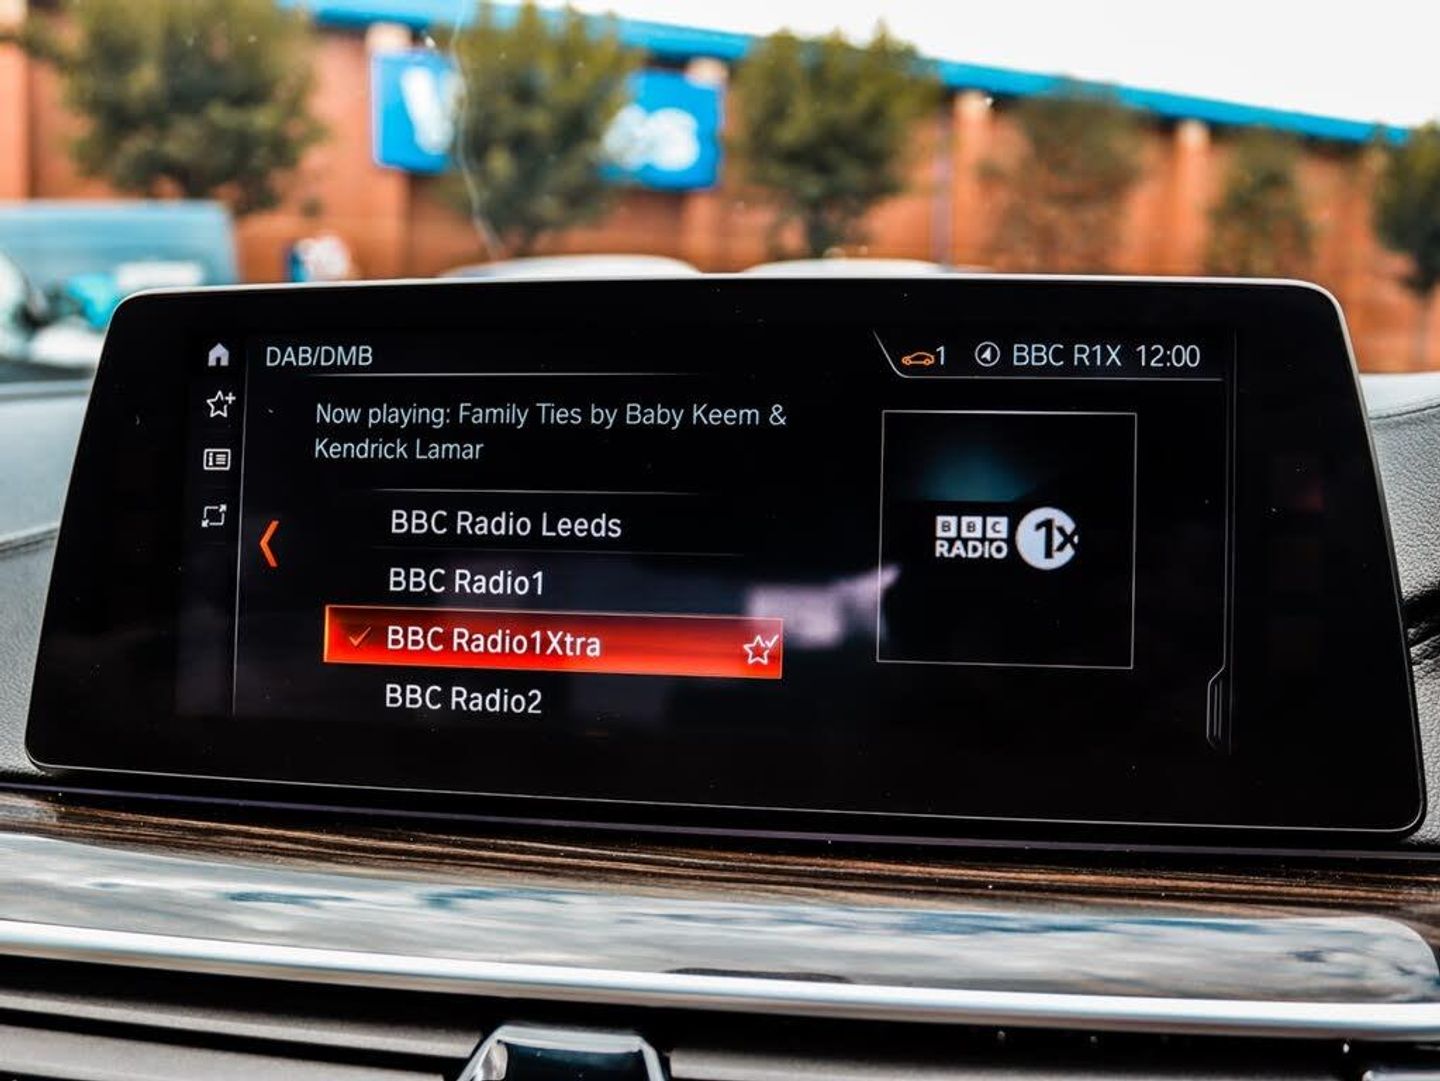 DAB/DMB
1 BBC R1X 12:00
Now playing: Family Ties by Baby Keem &
Kendrick Lamar
BBC Radio Leeds
BBC Radio1
BBC Radio1Xtra
BBC Radio2
BBC
RADIO 1X